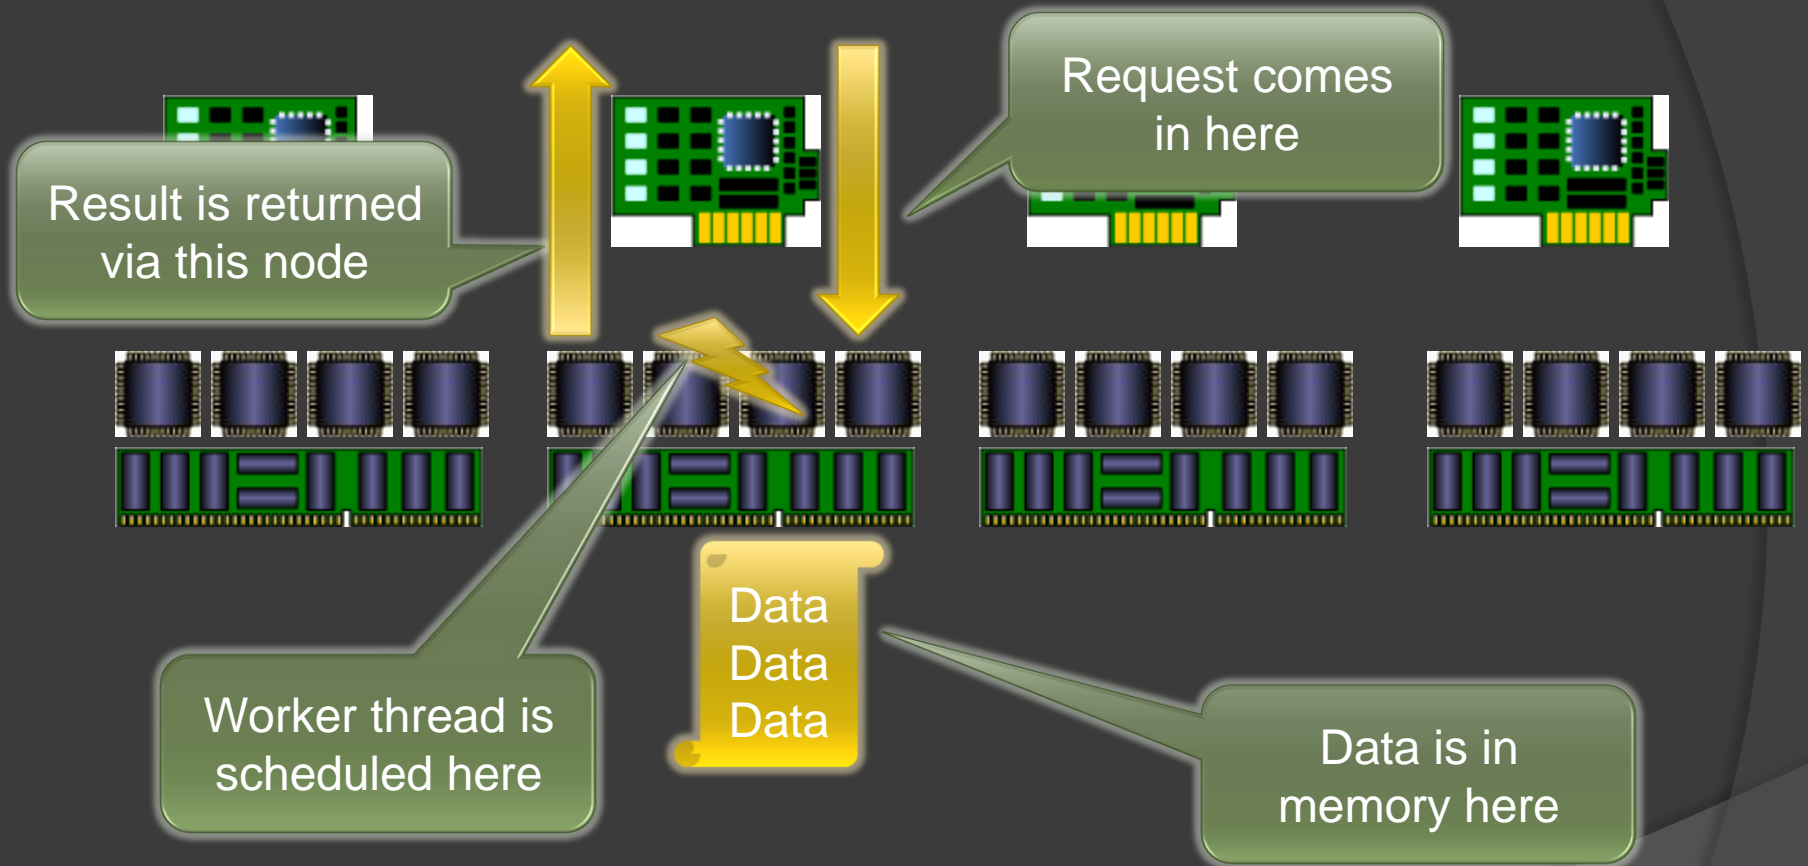 Request comes
in here
Result is returned
via this node
Data
Data
Data
Worker thread is
scheduled here
Data is in
memory here